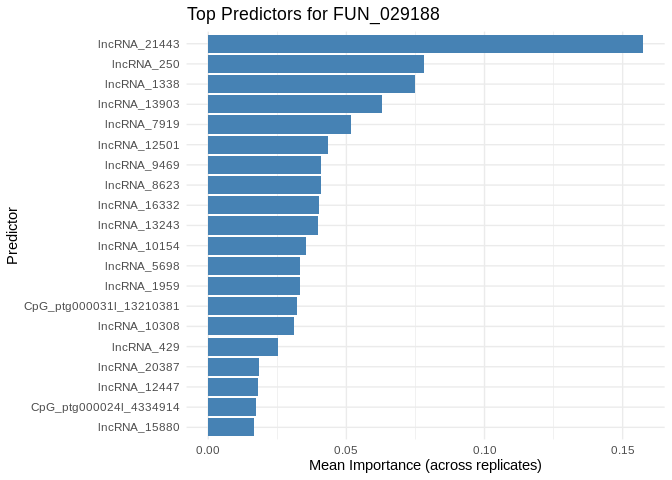 Top Predictors for FUN_029188
Predictor
lncRNA_21443
lncRNA_250
lncRNA_1338
lncRNA_13903
lncRNA_7919
lncRNA_12501
lncRNA_9469
lncRNA_8623
lncRNA_16332
lncRNA_13243
lncRNA_10154
lncRNA_5698
lncRNA_1959
CpG_ptg000031l_13210381
lncRNA_10308
lncRNA_429
lncRNA_20387
lncRNA_12447
CpG_ptg000024l_4334914
lncRNA_15880
0.00 0.05 0.10 0.15
Mean Importance (across replicates)